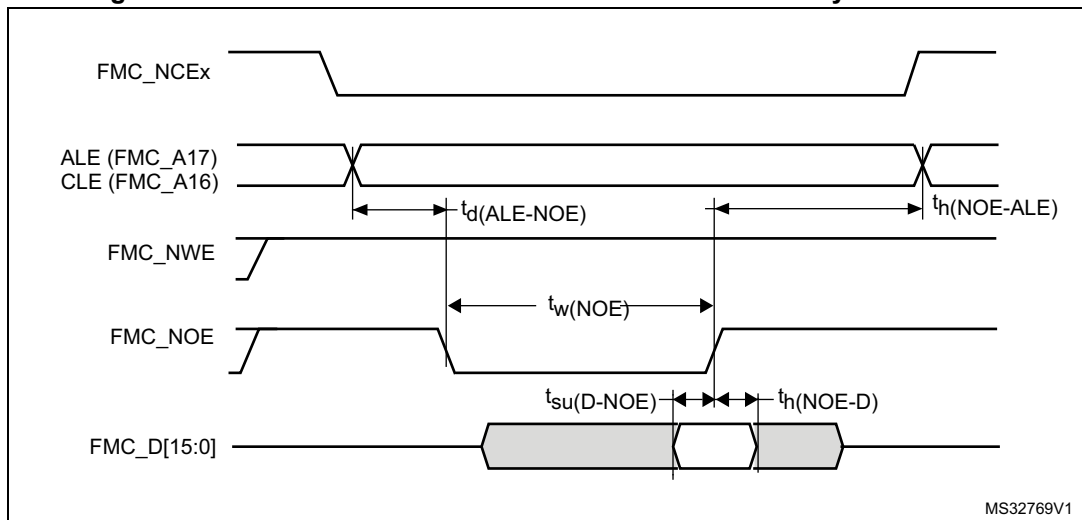 FMC_NCEx
ALE (FMC_A17)
CLE (FMC_A16)
td(ALE-NOE)
th(NOE-ALE)
FMC_NWE
tw(NOE)
FMC_NOE
tsu(D-NOE)
th(NOE-D)
FMC_D[15:0]
MS32769V1